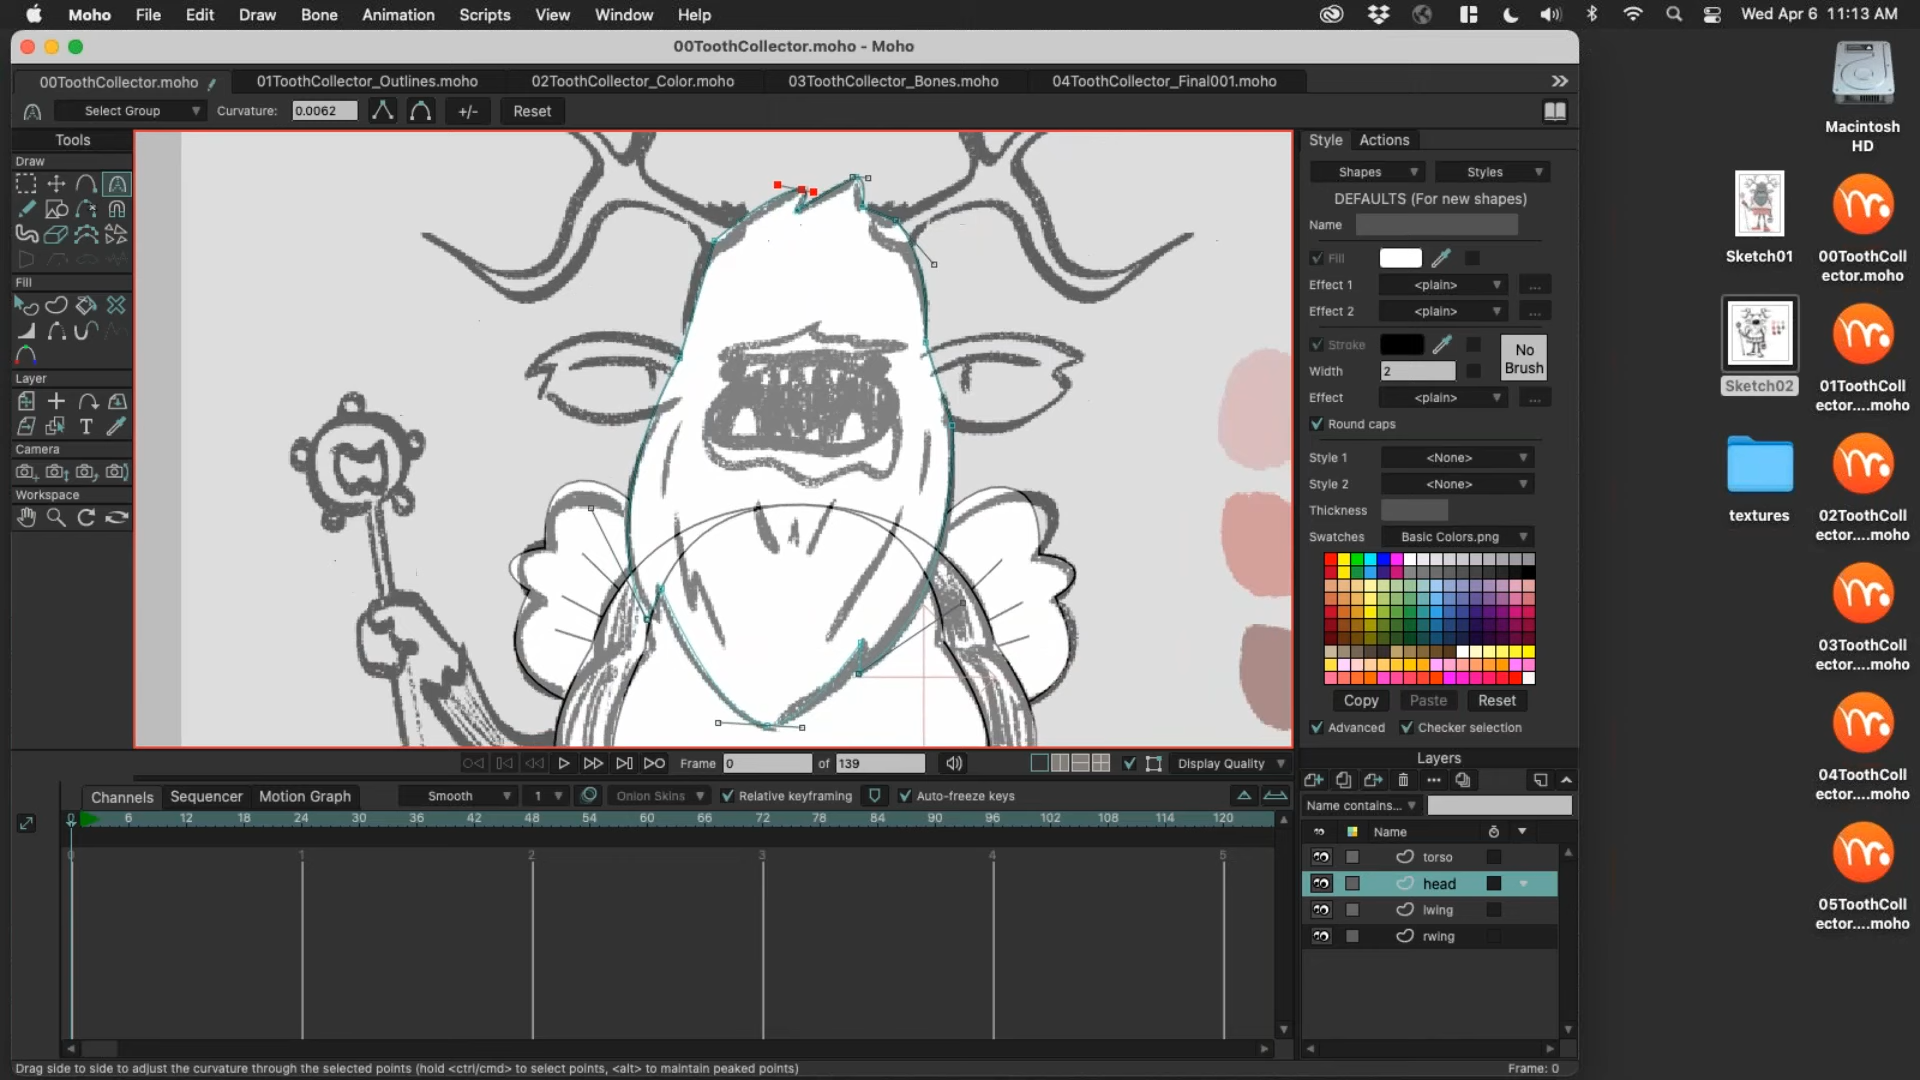 Moho File Edit Draw Bone Animation Scripts View Window Help Wed Apr 6 11:13 AM
00ToothCollector.moho - Moho
00ToothCollector.moho 01ToothCollector_Outlines.moho 02ToothCollector_Color.moho 03ToothCollector_Bones.moho 04ToothCollector_Final001.moho
Select Group Curvature: 0.0062 +/- Reset
Tools
Draw
Fill
Layer
T
Camera
Workspace
Style Actions
Shapes Styles
DEFAULTS (For new shapes)
Name
Fill
Effect 1 <plain> ...
Effect 2 <plain> ...
Stroke
No
Brush
Width 2
Effect <plain> ...
Round caps
Style 1 <None>
Style 2 <None>
Thickness
Swatches Basic Colors.png
Copy Paste Reset
Advanced Checker selection
Frame 0 of 139 Display Quality
Channels Sequencer Motion Graph Smooth 1 Onion Skins Relative keyframing Auto-freeze keys
6 12 18 24 30 36 42 48 54 60 66 72 78 84 90 96 102 108 114 120
0 1 2 3 4 5
Layers
Name contains...
Name
torso
head
lwing
rwing
Drag side to side to adjust the curvature through the selected points (hold <ctrl/cmd> to select points, <alt> to maintain peaked points)
Frame: 0
Macintosh
HD
Sketch01
00ToothColl
ector.moho
Sketch02
01ToothColl
ector....moho
textures
02ToothColl
ector....moho
03ToothColl
ector....moho
04ToothColl
ector....moho
05ToothColl
ector....moho